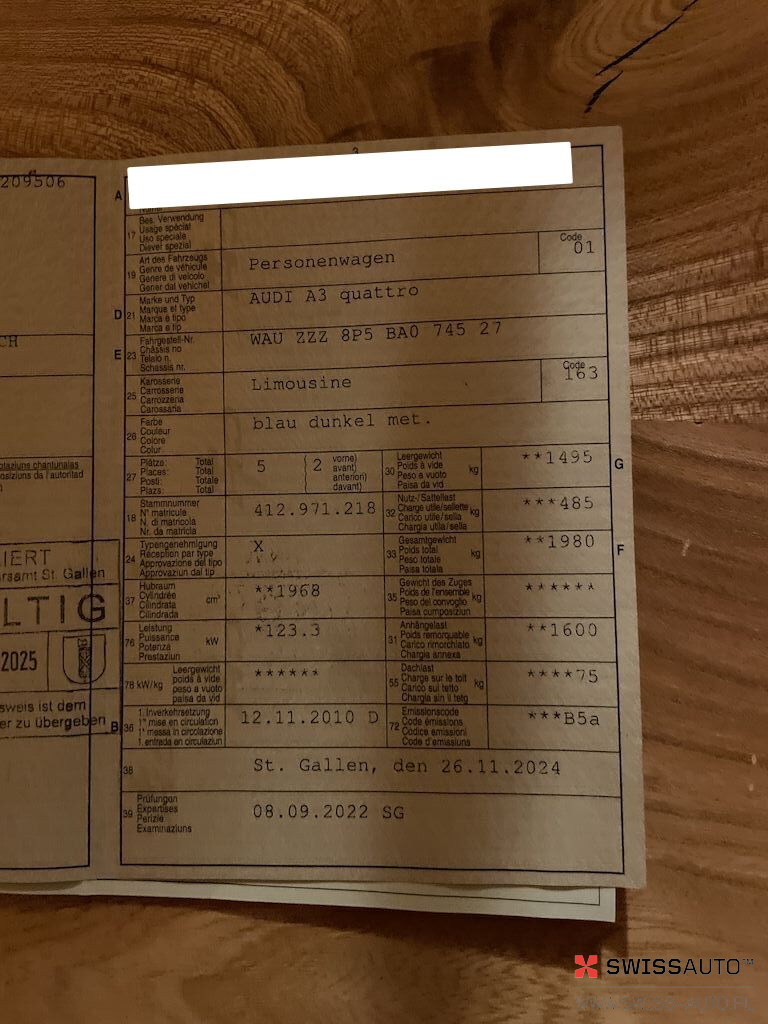 209506
CH
otaziuns chantunalas
posiziuns da l'autoritad
IERT
rsamt St. Gallen
LTIG
2025
sweis ist dem
er zu übergeben
3
A
Name
17 Bes. Verwendung
Usage spécial
Uso speciale
Diever spezial
19 Art des Fahrzeugs
Genre de véhicule
Genere di veicolo
Gener dal vehichel
Personenwagen
Code
01
D 21 Marke und Typ
Marque et type
Marca e tipo
Marca e tip
AUDI A3 quattro
E 23 Fahrgestell-Nr.
Châssis no
Telaio n.
Schassis nr.
WAU ZZZ 8P5 BA0 745 27
25 Karosserie
Carrosserie
Carrozzeria
Carossaria
Limousine
Code
163
26 Farbe
Couleur
Colore
Colur
blau dunkel met.
27 Plätze: Total
Places: Total
Posti: Totale
Plazs: Total
5
2 vorne)
avant)
anteriori)
davant)
30 Leergewicht
Poids à vide
Peso a vuoto
Paisa da vid
kg
**1495
G
18 Stammnummer
N° matricule
N. di matricola
Nr. da matricla
412.971.218
32 Nutz-/Sattellast
Charge utile/sellette
Carico utile/sella
Chargia utila/sella
kg
***485
24 Typengenehmigung
Réception par type
Approvazione del tipo
Approvaziun dal tip
X
33 Gesamtgewicht
Poids total
Peso totale
Paisa totala
kg
**1980
F
37 Hubraum
Cylindrée
Cilindrata
Cilindrada
cm³
**1968
35 Gewicht des Zuges
Poids de l'ensemble
Peso del convoglio
Paisa cumposiziun
kg
******
76 Leistung
Puissance
Potenza
Prestaziun
kW
*123.3
31 Anhängelast
Poids remorquable
Carico rimorchiato
Chargia annexa
kg
**1600
78 kW/kg
Leergewicht
poids à vide
peso a vuoto
paisa da vid
******
55 Dachlast
Charge sur le toit
Carico sul tetto
Chargia sin il tetg
kg
****75
B 36 1. Inverkehrsetzung
1re mise en circulation
1a messa in circolazione
1. entrada en circulaziun
12.11.2010 D
72 Emissionscode
Code émissions
Codice emissioni
Code d'emissiuns
***B5a
38
St. Gallen, den 26.11.2024
39 Prüfungen
Expertises
Perizie
Examinaziuns
08.09.2022 SG
SWISSAUTO™